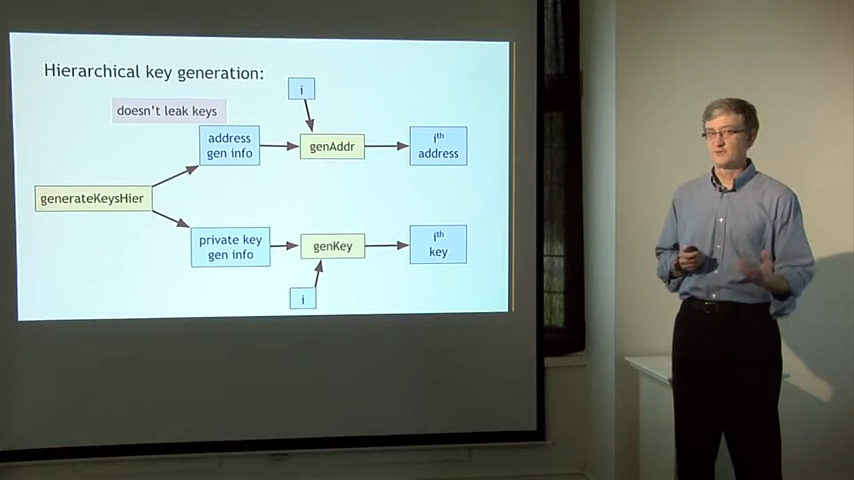 Hierarchical key generation:
i
doesn't leak keys
address
gen info
genAddr
ith
address
generateKeysHier
private key
gen info
genKey
ith
key
i